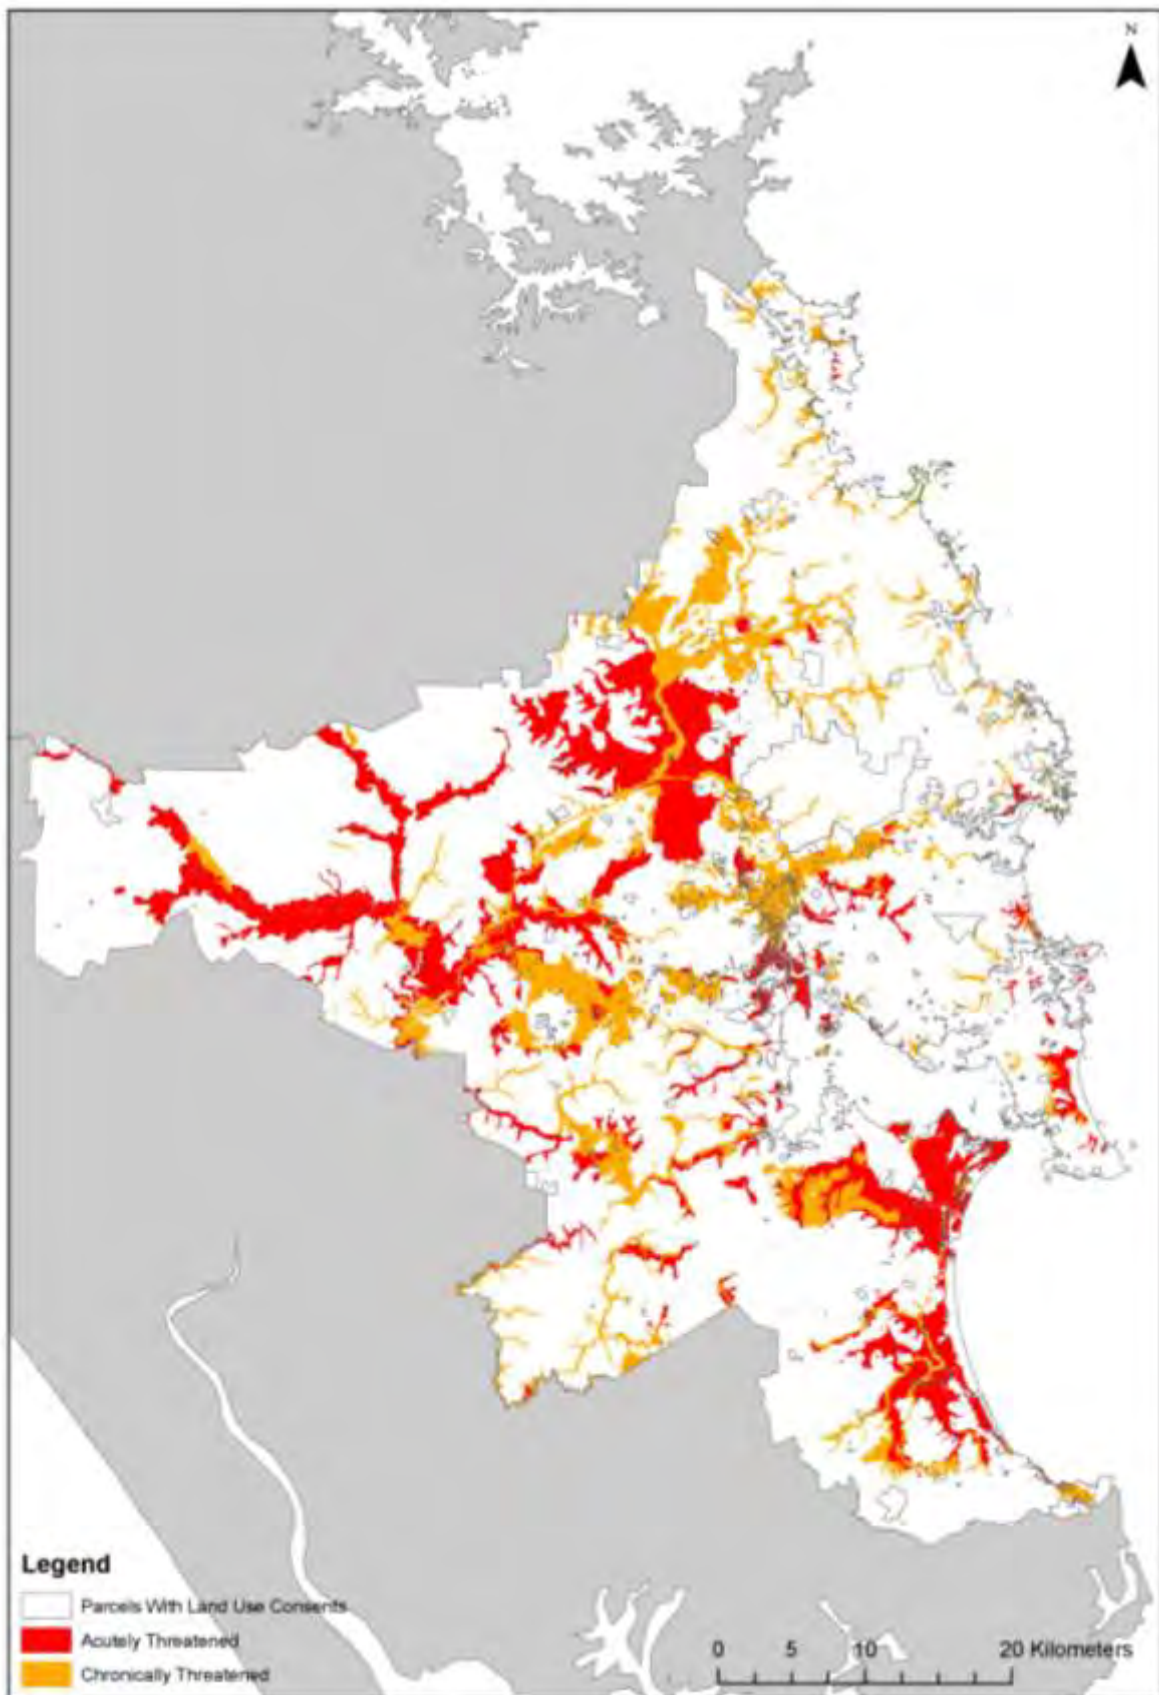 N
Legend
Parcels With Land Use Consents
Acutely Threatened
Chronically Threatened
0 5 10 20 Kilometers